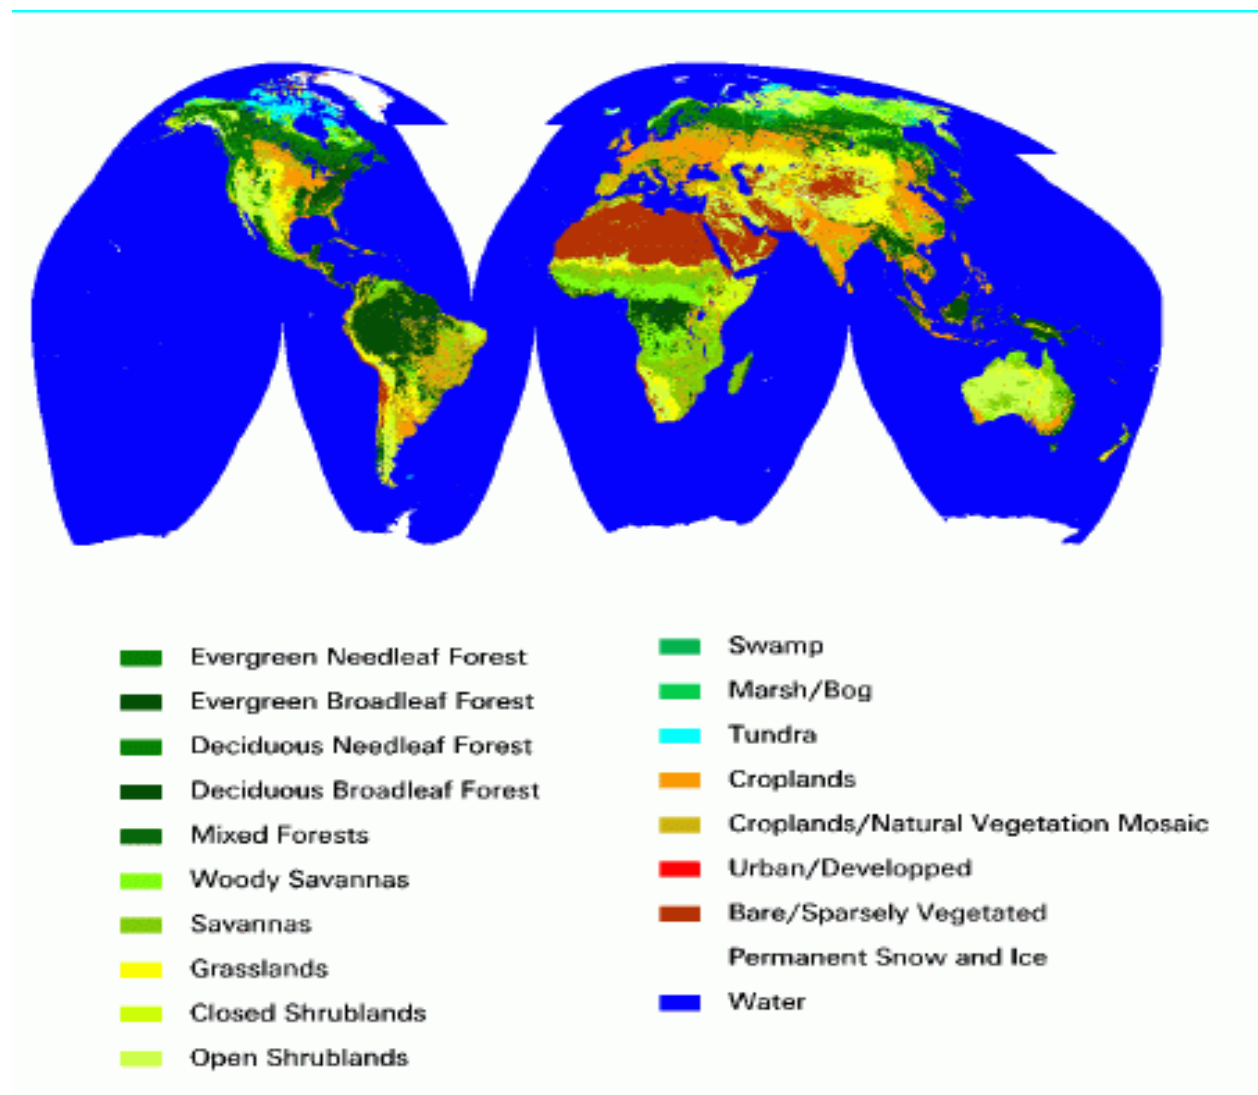 Evergreen Needleaf Forest
Evergreen Broadleaf Forest
Deciduous Needleaf Forest
Deciduous Broadleaf Forest
Mixed Forests
Woody Savannas
Savannas
Grasslands
Closed Shrublands
Open Shrublands
Swamp
Marsh/Bog
Tundra
Croplands
Croplands/Natural Vegetation Mosaic
Urban/Developped
Bare/Sparsely Vegetated
Permanent Snow and Ice
Water